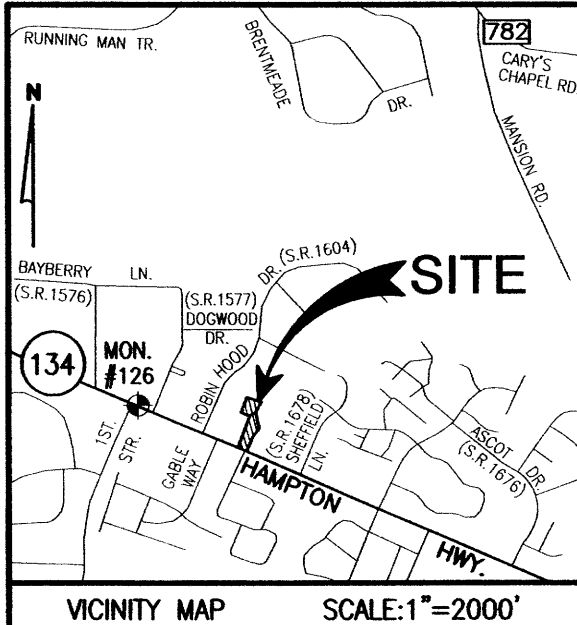 RUNNING MAN TR.
BRENTMEADE
DR.
782
CARY'S
CHAPEL RD.
MANSION RD.
N
BAYBERRY LN.
(S.R.1576)
(S.R.1577)
DOGWOOD
DR.
DR. (S.R.1604)
ROBIN HOOD
SITE
134
MON.
#126
1ST.
STR.
GABLE
WAY
(S.R.1678)
SHEFFIELD
LN.
ASCOT DR.
(S.R.1676)
HAMPTON HWY.
VICINITY MAP SCALE:1"=2000'